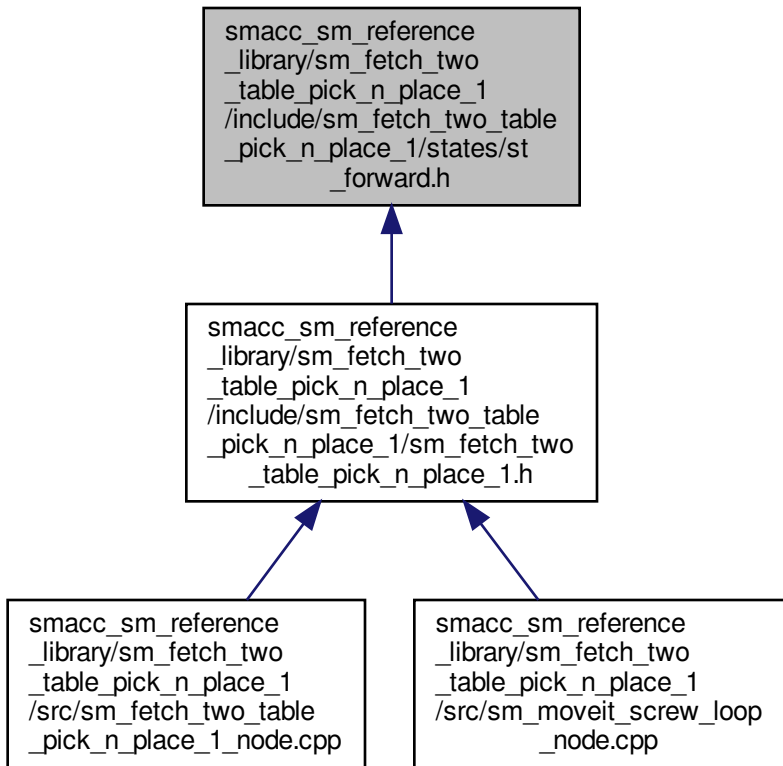 smacc_sm_reference
_library/sm_fetch_two
_table_pick_n_place_1
/include/sm_fetch_two_table
_pick_n_place_1/states/st
_forward.h
smacc_sm_reference
_library/sm_fetch_two
_table_pick_n_place_1
/include/sm_fetch_two_table
_pick_n_place_1/sm_fetch_two
_table_pick_n_place_1.h
smacc_sm_reference
_library/sm_fetch_two
_table_pick_n_place_1
/src/sm_fetch_two_table
_pick_n_place_1_node.cpp
smacc_sm_reference
_library/sm_fetch_two
_table_pick_n_place_1
/src/sm_moveit_screw_loop
_node.cpp